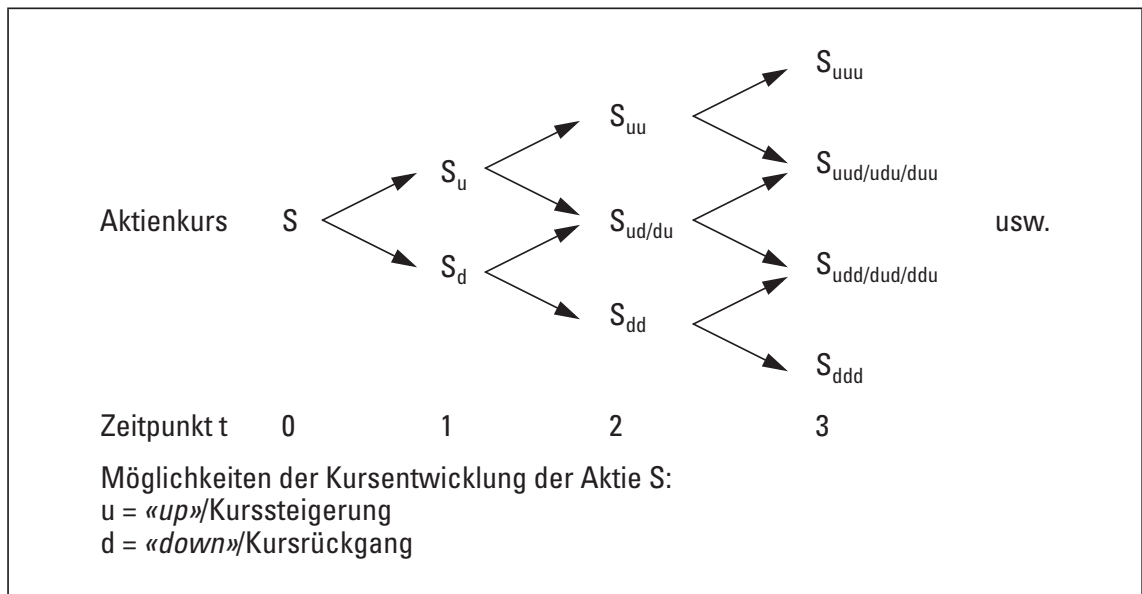 S_uuu
S_uu
S_u S_uud/udu/duu
Aktienkurs S S_ud/du usw.
S_d S_udd/dud/ddu
S_dd
S_ddd
Zeitpunkt t 0 1 2 3
Möglichkeiten der Kursentwicklung der Aktie S:
u = «up»/Kurssteigerung
d = «down»/Kursrückgang